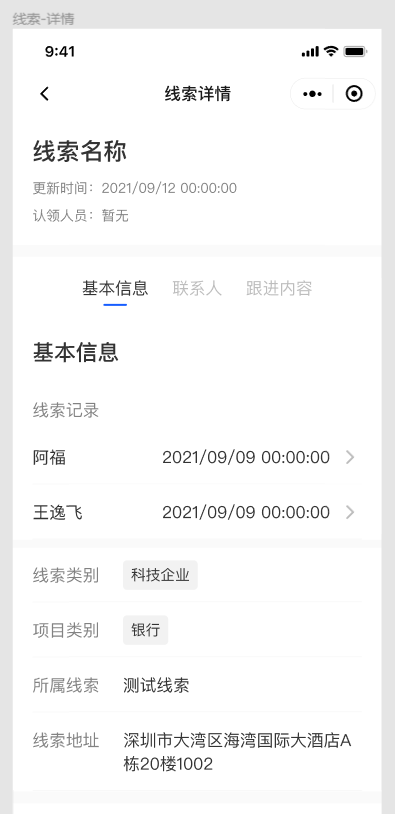 线索-详情
9:41
线索详情
线索名称
更新时间：2021/09/12 00:00:00
认领人员：暂无
基本信息 联系人 跟进内容
基本信息
线索记录
阿福 2021/09/09 00:00:00
王逸飞 2021/09/09 00:00:00
线索类别 科技企业
项目类别 银行
所属线索 测试线索
线索地址 深圳市大湾区海湾国际大酒店A
栋20楼1002